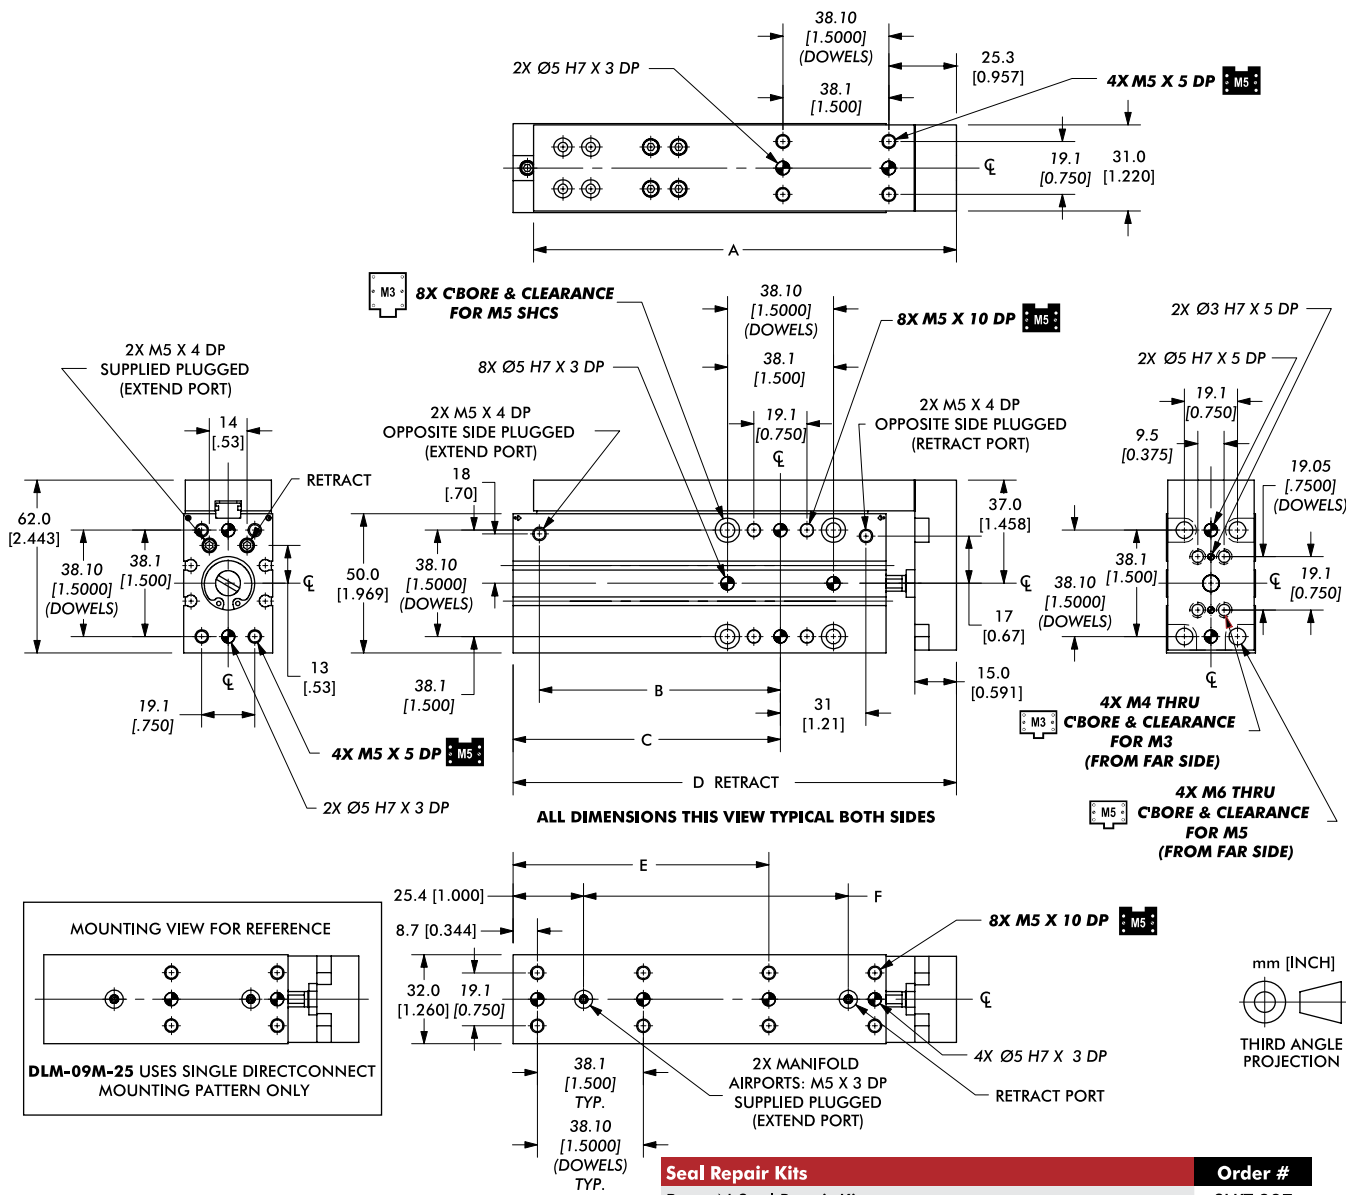 38.10
[1.5000]
(DOWELS)
38.1
[1.500]
25.3
[0.957]
2X Ø5 H7 X 3 DP
4X M5 X 5 DP
M5
19.1
[0.750]
31.0
[1.220]
℄
A
M3
8X C'BORE & CLEARANCE
FOR M5 SHCS
38.10
[1.5000]
(DOWELS)
38.1
[1.500]
19.1
[0.750]
℄
8X M5 X 10 DP
M5
8X Ø5 H7 X 3 DP
2X M5 X 4 DP
OPPOSITE SIDE PLUGGED
(EXTEND PORT)
2X M5 X 4 DP
OPPOSITE SIDE PLUGGED
(RETRACT PORT)
2X M5 X 4 DP
SUPPLIED PLUGGED
(EXTEND PORT)
14
[.53]
RETRACT
62.0
[2.443]
38.10
[1.5000]
(DOWELS)
38.1
[1.500]
℄
13
[.53]
℄
19.1
[.750]
4X M5 X 5 DP
M5
2X Ø5 H7 X 3 DP
18
[.70]
50.0
[1.969]
38.10
[1.5000]
(DOWELS)
38.1
[1.500]
37.0
[1.458]
℄
17
[0.67]
15.0
[0.591]
B
31
[1.21]
C
D RETRACT
ALL DIMENSIONS THIS VIEW TYPICAL BOTH SIDES
2X Ø3 H7 X 5 DP
2X Ø5 H7 X 5 DP
19.1
[0.750]
9.5
[0.375]
19.05
[.7500]
(DOWELS)
38.1
[1.500]
38.10
[1.5000]
(DOWELS)
℄
19.1
[0.750]
℄
4X M4 THRU
M3
C'BORE & CLEARANCE
FOR M3
(FROM FAR SIDE)
4X M6 THRU
M5
C'BORE & CLEARANCE
FOR M5
(FROM FAR SIDE)
E
25.4 [1.000]
F
8.7 [0.344]
8X M5 X 10 DP
M5
32.0
[1.260]
19.1
[0.750]
℄
38.1
[1.500]
TYP.
38.10
[1.5000]
(DOWELS)
TYP.
2X MANIFOLD
AIRPORTS: M5 X 3 DP
SUPPLIED PLUGGED
(EXTEND PORT)
4X Ø5 H7 X 3 DP
RETRACT PORT
MOUNTING VIEW FOR REFERENCE
DLM-09M-25 USES SINGLE DIRECTCONNECT
MOUNTING PATTERN ONLY
mm [INCH]
THIRD ANGLE
PROJECTION
Seal Repair Kits
Order #